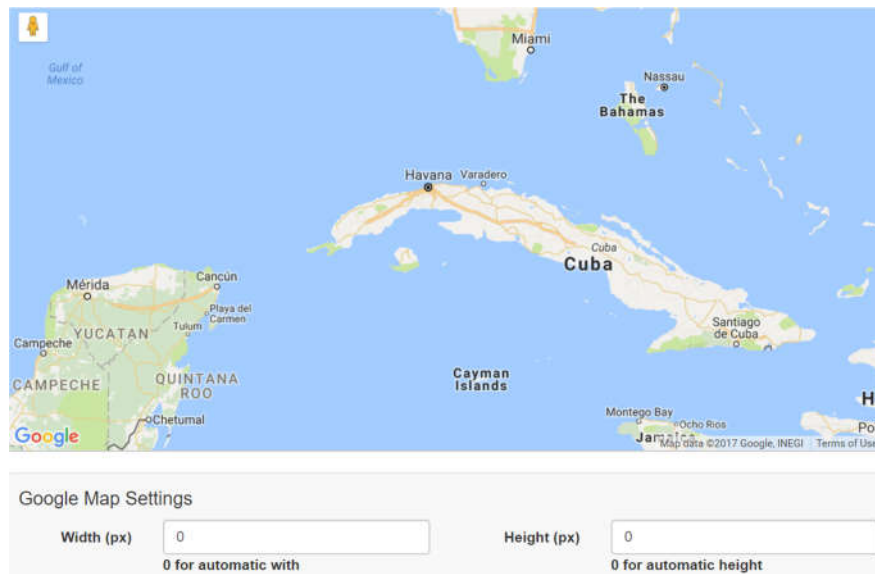 Miami
Gulf of
Mexico
Nassau
The
Bahamas
Havana
Varadero
Cuba
Cuba
Cancún
Mérida
Playa del
Carmen
Tulum
YUCATAN
Campeche
Santiago
de Cuba
Cayman
Islands
QUINTANA
ROO
CAMPECHE
H
Montego Bay
Chetumal
Ocho Rios
Po
Google
Map data ©2017 Google, INEGI Terms of Use
Google Map Settings
Width (px) 0 Height (px) 0
0 for automatic with 0 for automatic height